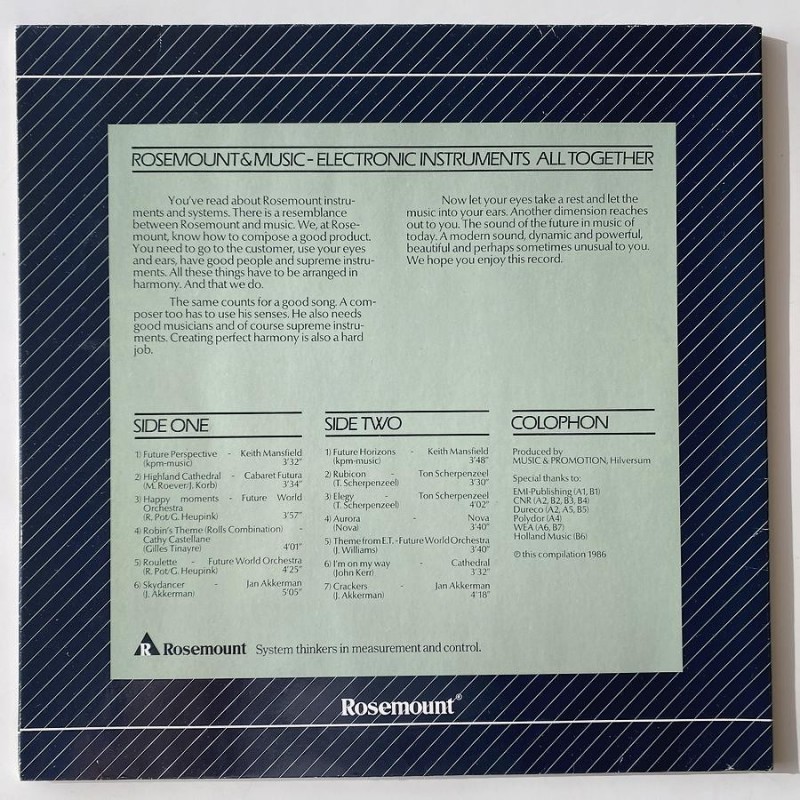 ROSEMOUNT & MUSIC - ELECTRONIC INSTRUMENTS ALL TOGETHER
You've read about Rosemount instru-
ments and systems. There is a resemblance
between Rosemount and music. We, at Rose-
mount, know how to compose a good product.
You need to go to the customer, use your eyes
and ears, have good people and supreme instru-
ments. All these things have to be arranged in
harmony. And that we do.
The same counts for a good song. A com-
poser too has to use his senses. He also needs
good musicians and of course supreme instru-
ments. Creating perfect harmony is also a hard
job.
Now let your eyes take a rest and let the
music into your ears. Another dimension reaches
out to you. The sound of the future in music of
today. A modern sound, dynamic and powerful,
beautiful and perhaps sometimes unusual to you.
We hope you enjoy this record.
SIDE ONE
1) Future Perspective - Keith Mansfield
(kpm-music) 3'32"
2) Highland Cathedral - Cabaret Futura
(M. Roever/J. Korb) 3'34"
3) Happy moments - Future World
Orchestra
(R. Pot/G. Heupink) 3'57"
4) Robin's Theme (Rolls Combination) -
Cathy Castellane
(Gilles Tinayre) 4'01"
5) Roulette - Future World Orchestra
(R. Pot/G. Heupink) 4'25"
6) Skydancer - Jan Akkerman
(J. Akkerman) 5'05"
SIDE TWO
1) Future Horizons - Keith Mansfield
(kpm-music) 3'48"
2) Rubicon - Ton Scherpenzeel
(T. Scherpenzeel) 3'30"
3) Elegy - Ton Scherpenzeel
(T. Scherpenzeel) 4'02"
4) Aurora - Nova
(Nova) 3'40"
5) Theme from E.T. - Future World Orchestra
(J. Williams) 3'40"
6) I'm on my way - Cathedral
(John Kerr) 3'32"
7) Crackers - Jan Akkerman
(J. Akkerman) 4'18"
COLOPHON
Produced by
MUSIC & PROMOTION, Hilversum
Special thanks to:
EMI-Publishing (A1, B1)
CNR (A2, B2, B3, B4)
Dureco (A2, A5, B5)
Polydor (A4)
WEA (A6, B7)
Holland Music (B6)
© this compilation 1986
R Rosemount System thinkers in measurement and control.
Rosemount®